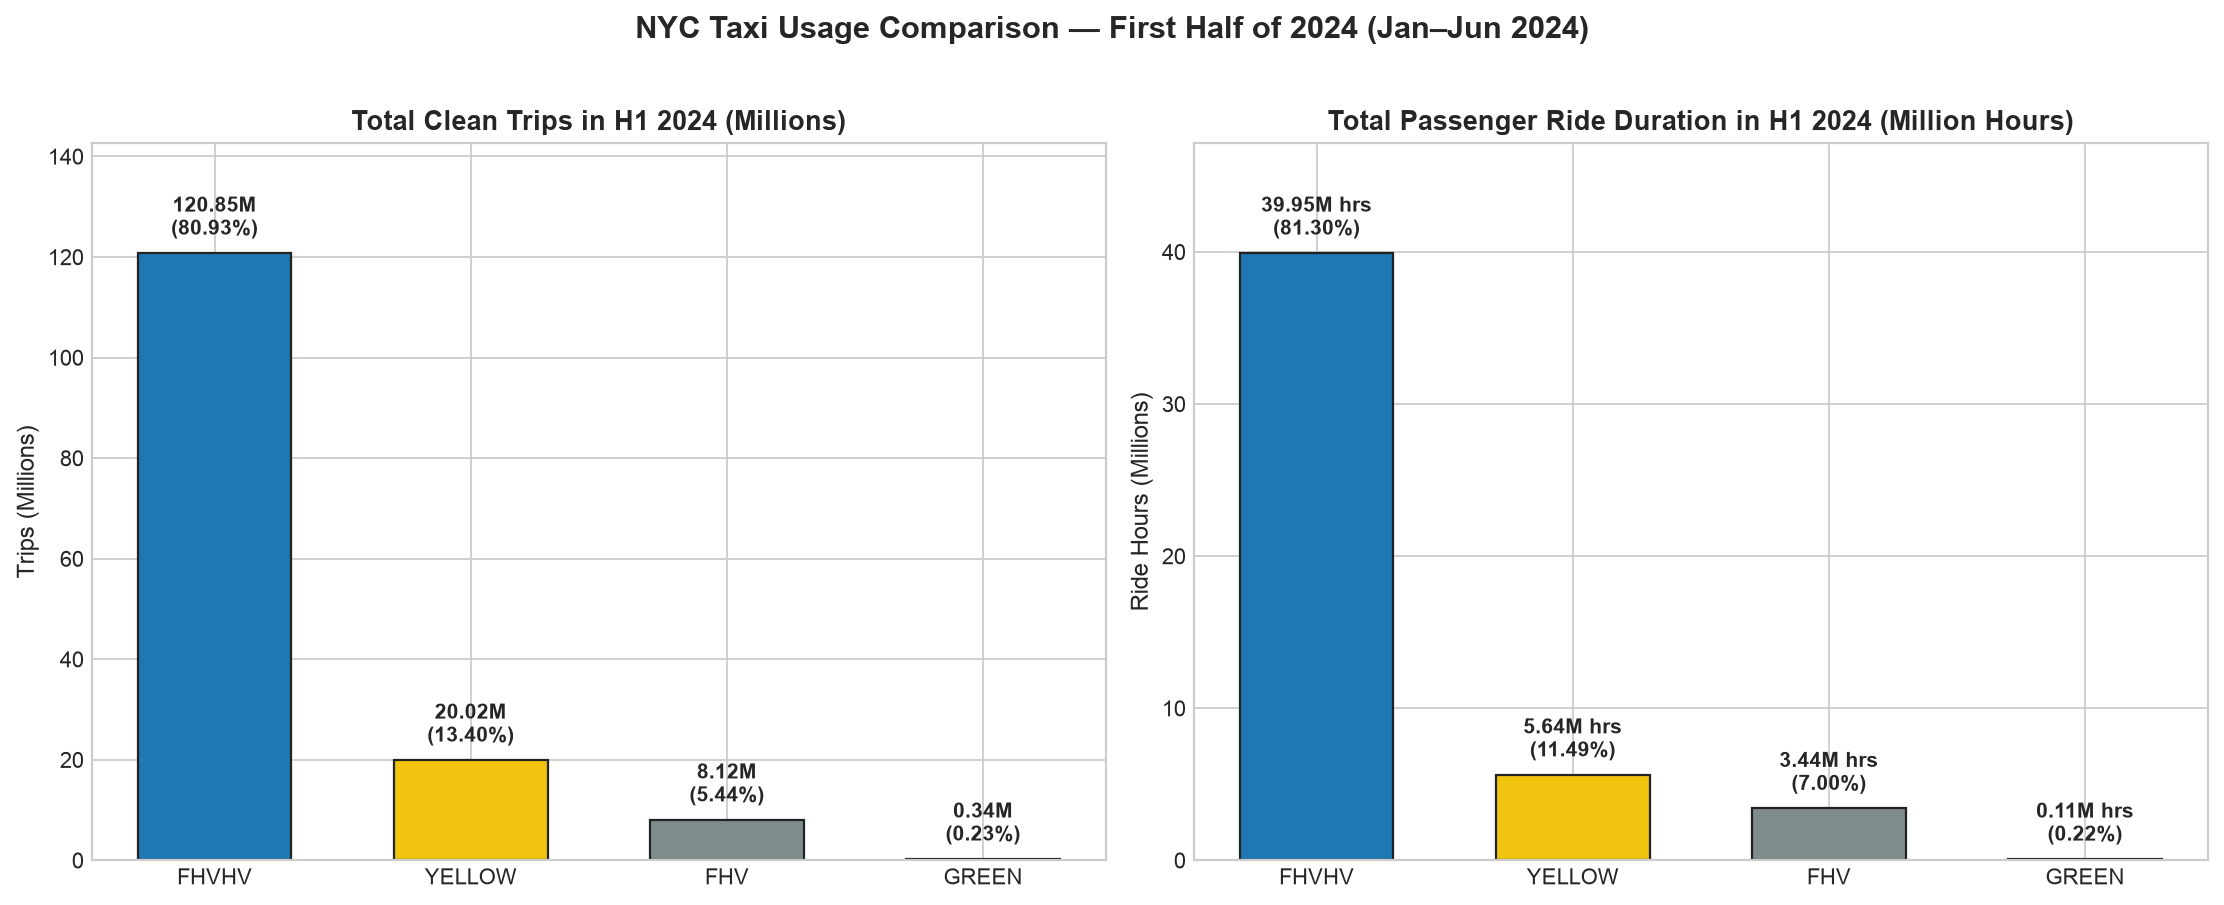 NYC Taxi Usage Comparison — First Half of 2024 (Jan–Jun 2024)
Total Clean Trips in H1 2024 (Millions)
Trips (Millions)
140
120
100
80
60
40
20
0
120.85M
(80.93%)
20.02M
(13.40%)
8.12M
(5.44%)
0.34M
(0.23%)
FHVHV
YELLOW
FHV
GREEN
Total Passenger Ride Duration in H1 2024 (Million Hours)
Ride Hours (Millions)
40
30
20
10
0
39.95M hrs
(81.30%)
5.64M hrs
(11.49%)
3.44M hrs
(7.00%)
0.11M hrs
(0.22%)
FHVHV
YELLOW
FHV
GREEN